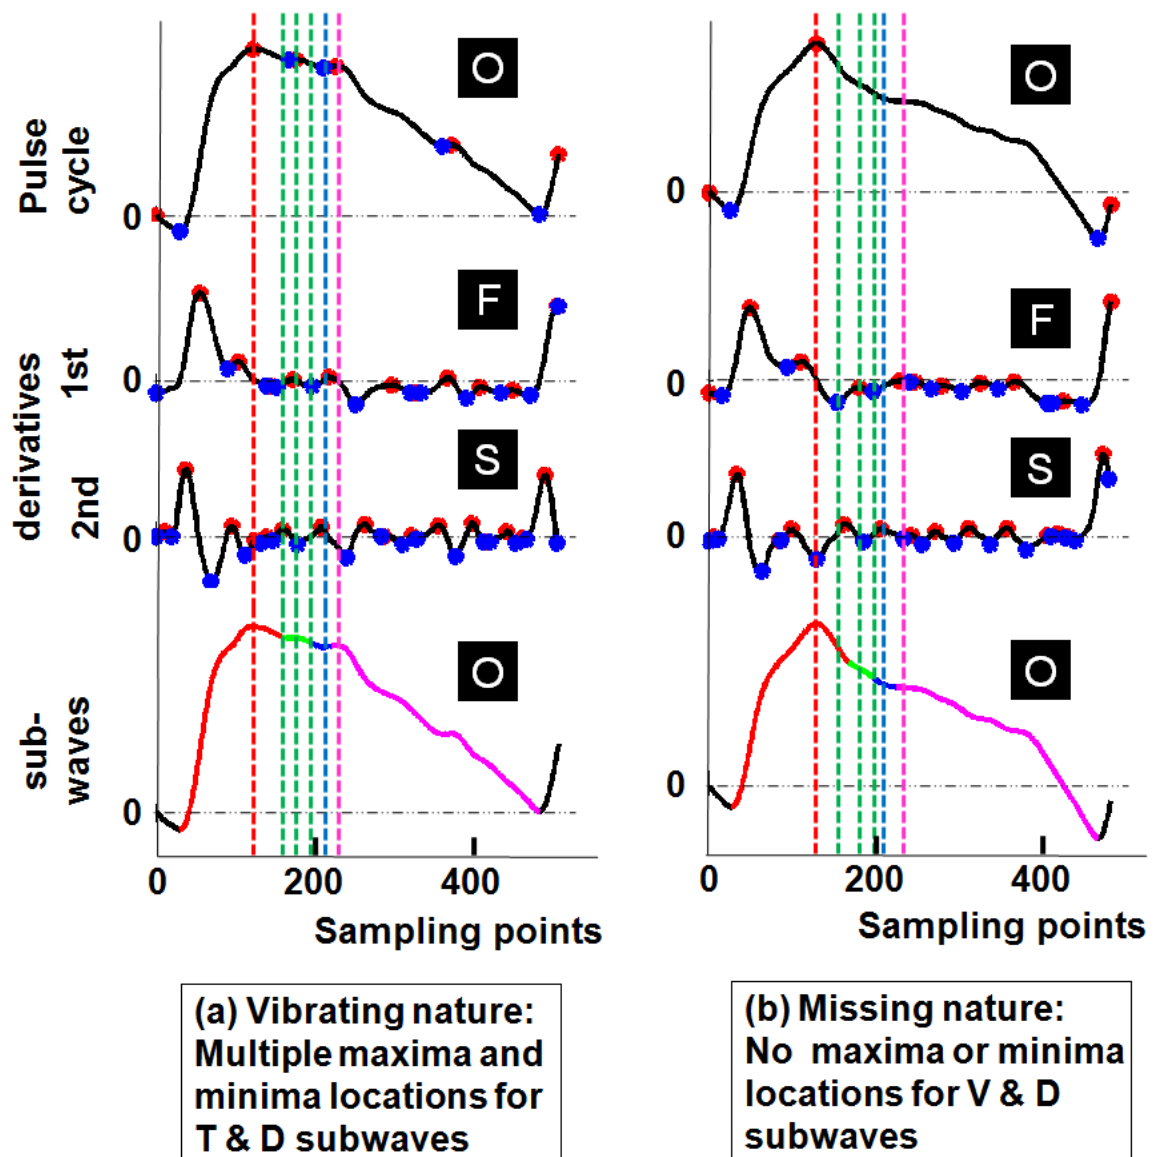 Pulse
cycle
0
O
0
O
derivatives
1st
0
F
0
F
2nd
0
S
0
S
sub-
waves
0
O
0
O
0 200 400
Sampling points
0 200 400
Sampling points
(a) Vibrating nature:
Multiple maxima and
minima locations for
T & D subwaves
(b) Missing nature:
No maxima or minima
locations for V & D
subwaves